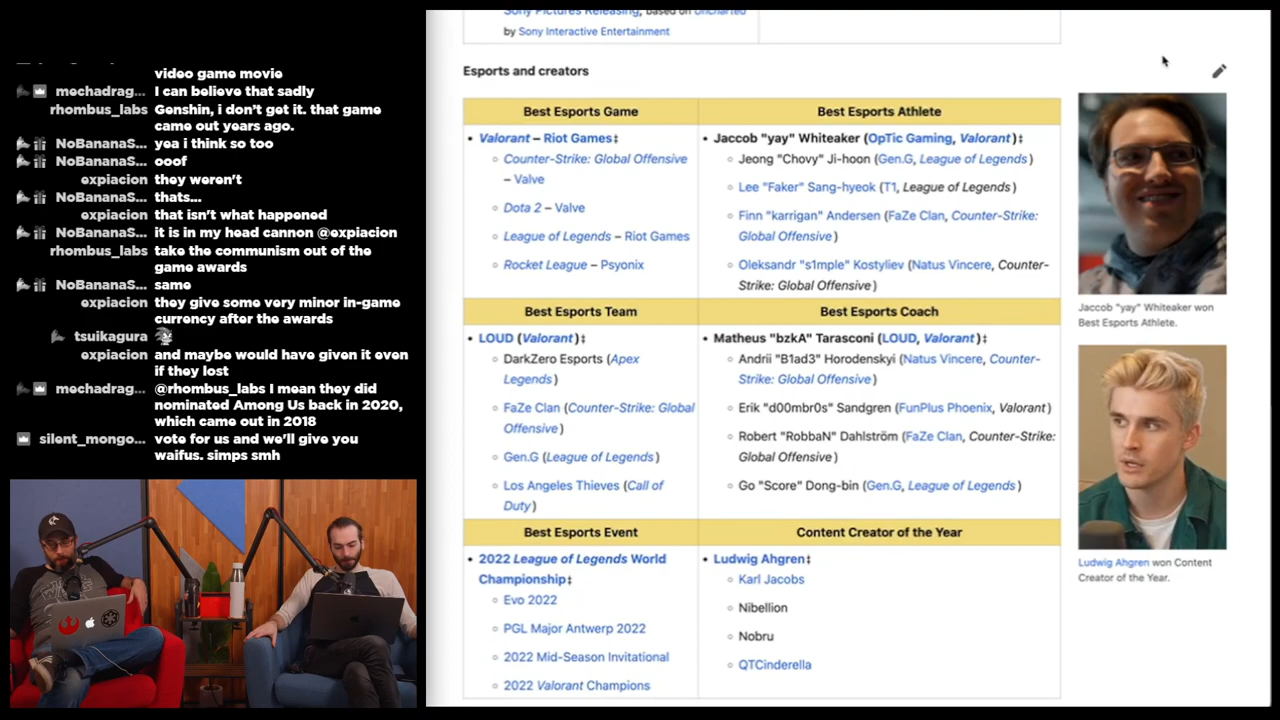 video game movie
mechadrag... I can believe that sadly
rhombus_labs Genshin, i don't get it. that game
came out years ago.
NoBananaS... yea i think so too
NoBananaS... ooof
expiacion they weren't
NoBananaS... thats...
expiacion that isn't what happened
NoBananaS... it is in my head cannon @expiacion
rhombus_labs take the communism out of the
game awards
NoBananaS... same
expiacion they give some very minor in-game
currency after the awards
tsuikagura
expiacion and maybe would have given it even
if they lost
mechadrag... @rhombus_labs I mean they did
nominated Among Us back in 2020,
which came out in 2018
silent_mongo... vote for us and we'll give you
waifus. simps smh
Sony Pictures Releasing, based on Uncharted
by Sony Interactive Entertainment
Esports and creators
Best Esports Game
• Valorant – Riot Games‡
Counter-Strike: Global Offensive
– Valve
Dota 2 – Valve
League of Legends – Riot Games
Rocket League – Psyonix
Best Esports Athlete
• Jaccob "yay" Whiteaker (OpTic Gaming, Valorant)‡
Jeong "Chovy" Ji-hoon (Gen.G, League of Legends)
Lee "Faker" Sang-hyeok (T1, League of Legends)
Finn "karrigan" Andersen (FaZe Clan, Counter-Strike:
Global Offensive)
Oleksandr "s1mple" Kostyliev (Natus Vincere, Counter-
Strike: Global Offensive)
Best Esports Team
• LOUD (Valorant)‡
DarkZero Esports (Apex
Legends)
FaZe Clan (Counter-Strike: Global
Offensive)
Gen.G (League of Legends)
Los Angeles Thieves (Call of
Duty)
Best Esports Coach
• Matheus "bzkA" Tarasconi (LOUD, Valorant)‡
Andrii "B1ad3" Horodenskyi (Natus Vincere, Counter-
Strike: Global Offensive)
Erik "d00mbr0s" Sandgren (FunPlus Phoenix, Valorant)
Robert "RobbaN" Dahlström (FaZe Clan, Counter-Strike:
Global Offensive)
Go "Score" Dong-bin (Gen.G, League of Legends)
Best Esports Event
• 2022 League of Legends World
Championship‡
Evo 2022
PGL Major Antwerp 2022
2022 Mid-Season Invitational
2022 Valorant Champions
Content Creator of the Year
• Ludwig Ahgren‡
Karl Jacobs
Nibellion
Nobru
QTCinderella
Jaccob "yay" Whiteaker won
Best Esports Athlete.
Ludwig Ahgren won Content
Creator of the Year.